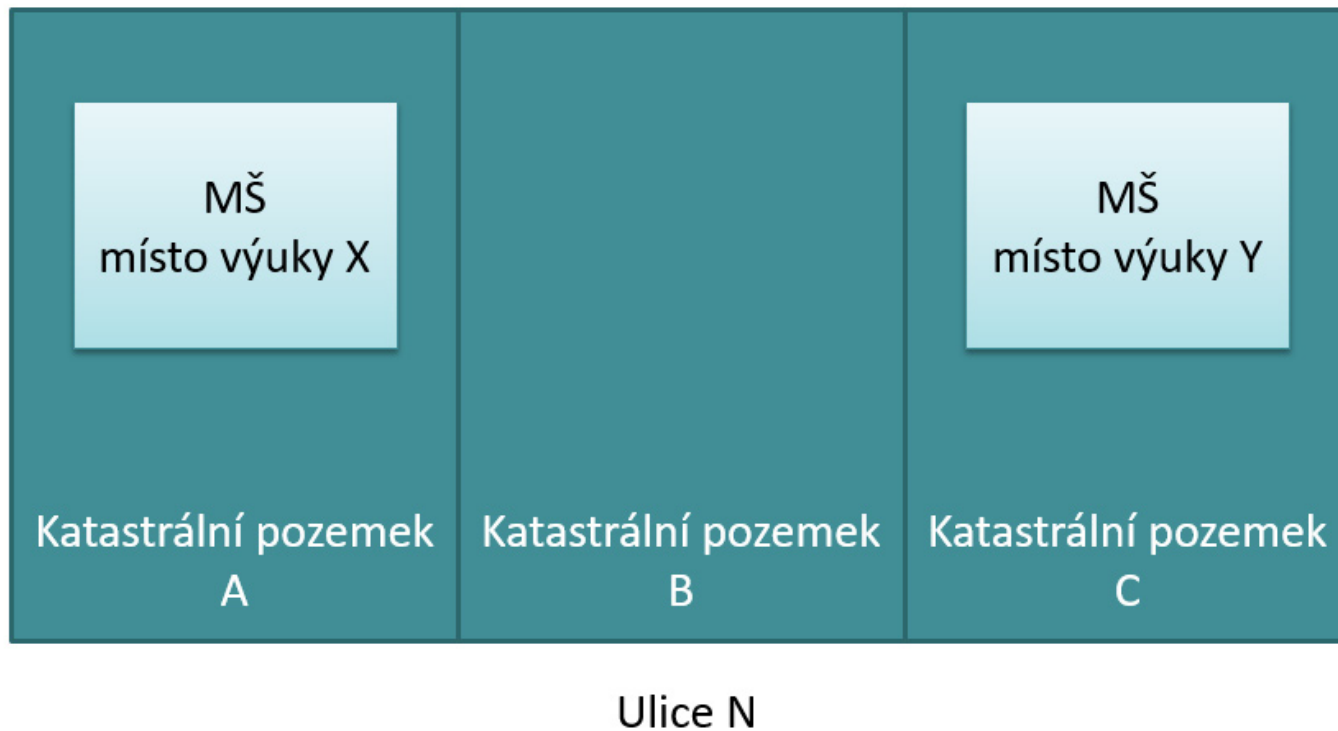 MŠ
místo výuky X
MŠ
místo výuky Y
Katastrální pozemek
A
Katastrální pozemek
B
Katastrální pozemek
C
Ulice N